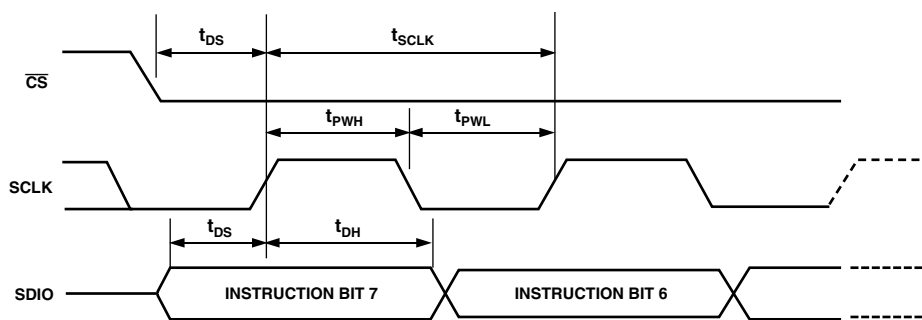 tDS tSCLK
CS
tPWH tPWL
SCLK
tDS tDH
SDIO INSTRUCTION BIT 7 INSTRUCTION BIT 6